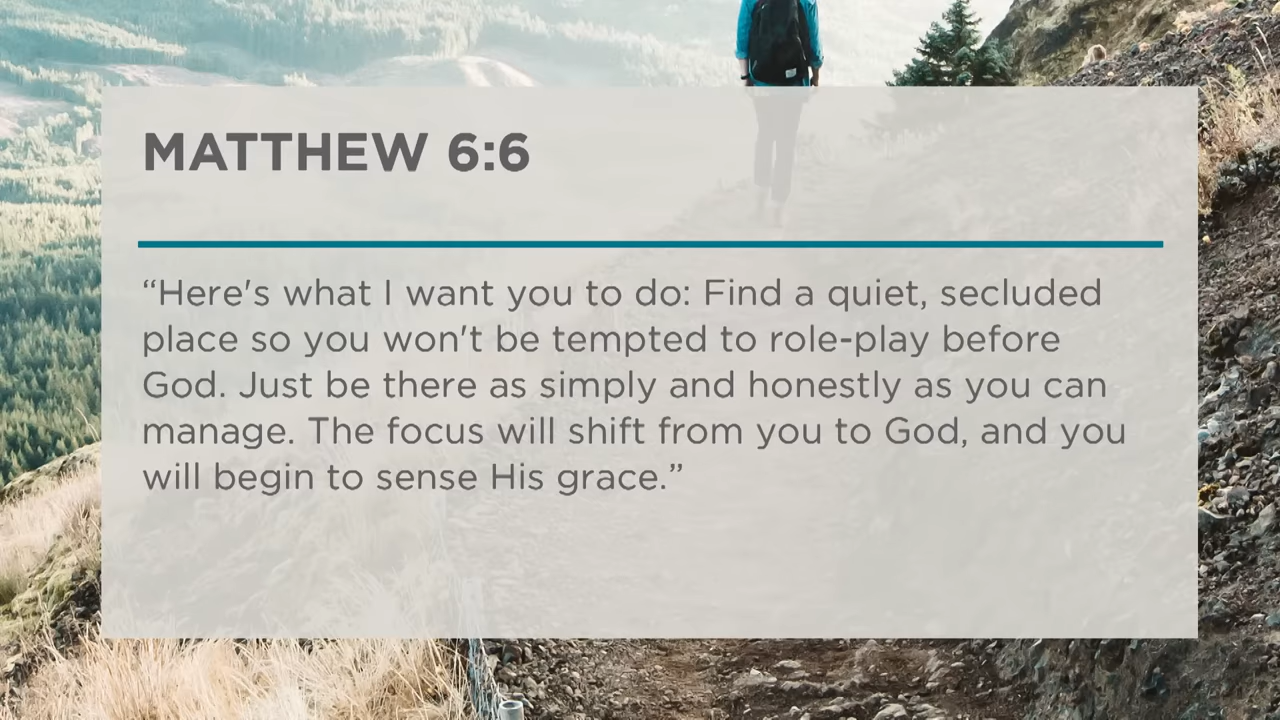 MATTHEW 6:6
“Here's what I want you to do: Find a quiet, secluded
place so you won't be tempted to role-play before
God. Just be there as simply and honestly as you can
manage. The focus will shift from you to God, and you
will begin to sense His grace.”